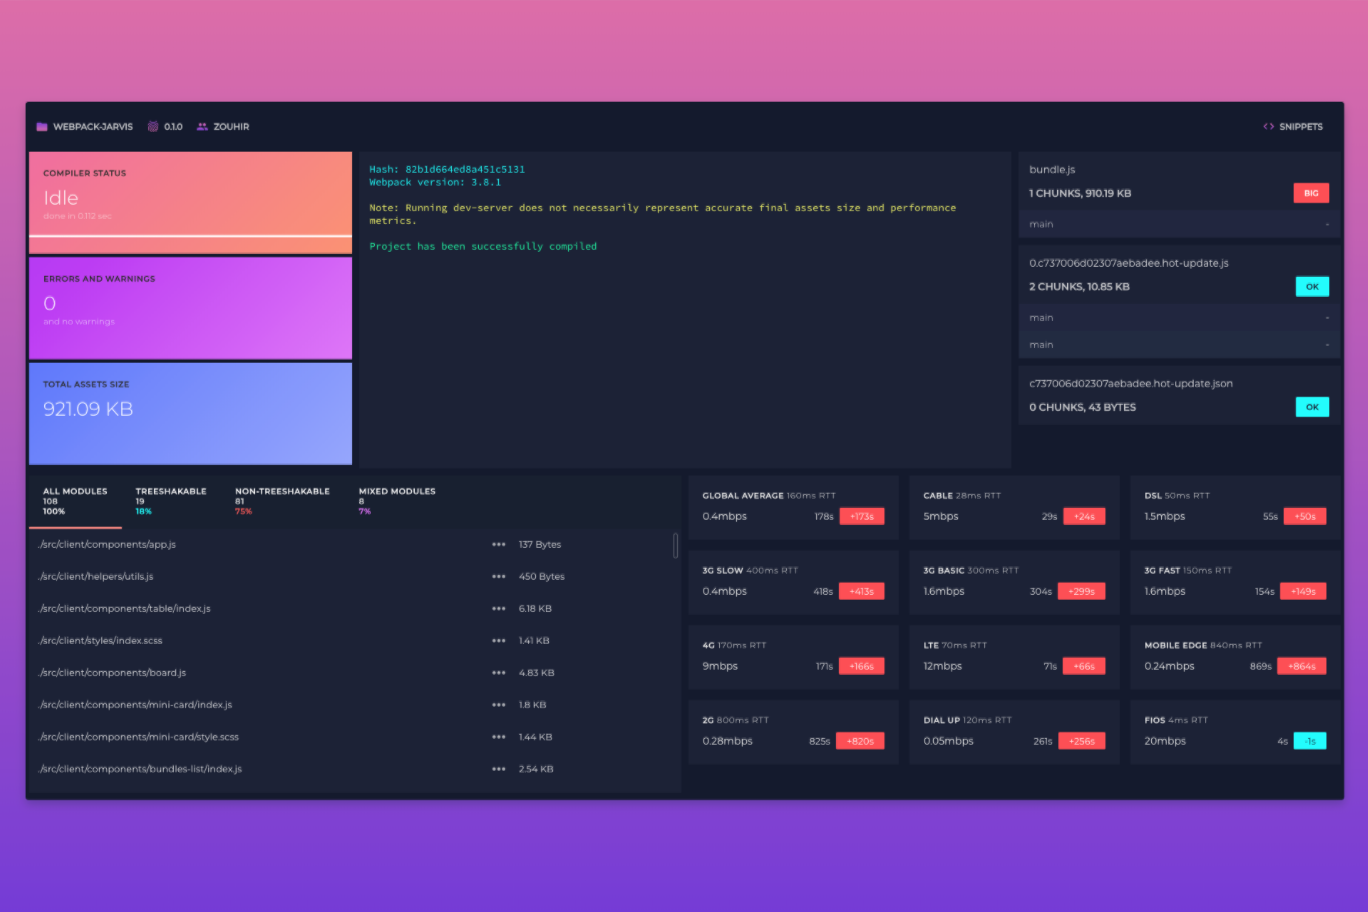 WEBPACK-JARVIS 0.1.0 ZOUHIR
SNIPPETS
COMPILER STATUS
Idle
done in 0.112 sec
ERRORS AND WARNINGS
0
and no warnings
TOTAL ASSETS SIZE
921.09 KB
Hash: 82b1d664ed8a451c5131
Webpack version: 3.8.1
Note: Running dev-server does not necessarily represent accurate final assets size and performance
metrics.
Project has been successfully compiled
bundle.js
1 CHUNKS, 910.19 KB BIG
main -
0.c737006d02307aebadee.hot-update.js
2 CHUNKS, 10.85 KB OK
main -
main -
c737006d02307aebadee.hot-update.json
0 CHUNKS, 43 BYTES OK
ALL MODULES
108
100%
TREESHAKABLE
19
18%
NON-TREESHAKABLE
81
75%
MIXED MODULES
8
7%
./src/client/components/app.js ••• 137 Bytes
./src/client/helpers/utils.js ••• 450 Bytes
./src/client/components/table/index.js ••• 6.18 KB
./src/client/styles/index.scss ••• 1.41 KB
./src/client/components/board.js ••• 4.83 KB
./src/client/components/mini-card/index.js ••• 1.8 KB
./src/client/components/mini-card/style.scss ••• 1.44 KB
./src/client/components/bundles-list/index.js ••• 2.54 KB
GLOBAL AVERAGE 160ms RTT
0.4mbps 178s +173s
CABLE 28ms RTT
5mbps 29s +24s
DSL 50ms RTT
1.5mbps 55s +50s
3G SLOW 400ms RTT
0.4mbps 418s +413s
3G BASIC 300ms RTT
1.6mbps 304s +299s
3G FAST 150ms RTT
1.6mbps 154s +149s
4G 170ms RTT
9mbps 171s +166s
LTE 70ms RTT
12mbps 71s +66s
MOBILE EDGE 840ms RTT
0.24mbps 869s +864s
2G 800ms RTT
0.28mbps 825s +820s
DIAL UP 120ms RTT
0.05mbps 261s +256s
FIOS 4ms RTT
20mbps 4s -1s